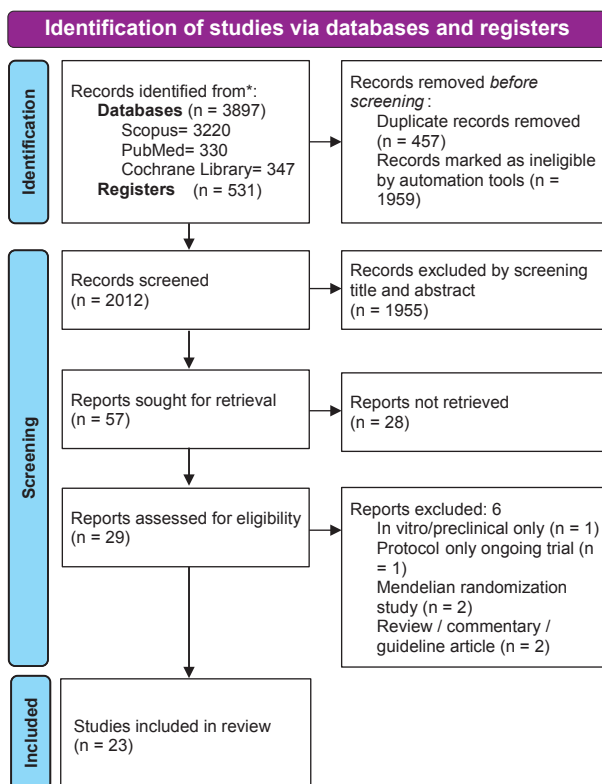 Identification of studies via databases and registers
Identification
Records identified from*:
Databases (n = 3897)
Scopus= 3220
PubMed= 330
Cochrane Library= 347
Registers (n = 531)
Records removed before
screening:
Duplicate records removed
(n = 457)
Records marked as ineligible
by automation tools (n =
1959)
Screening
Records screened
(n = 2012)
Records excluded by screening
title and abstract
(n = 1955)
Reports sought for retrieval
(n = 57)
Reports not retrieved
(n = 28)
Reports assessed for eligibility
(n = 29)
Reports excluded: 6
In vitro/preclinical only (n = 1)
Protocol only ongoing trial (n
= 1)
Mendelian randomization
study (n = 2)
Review / commentary /
guideline article (n = 2)
Included
Studies included in review
(n = 23)